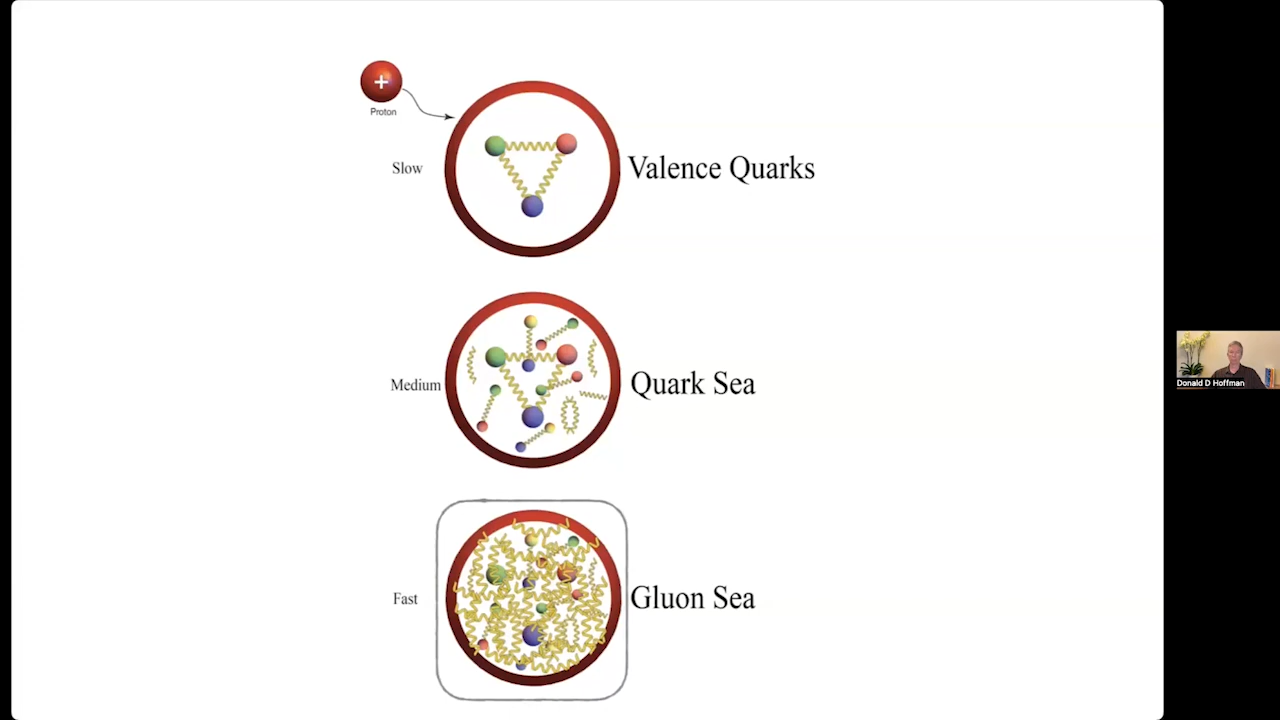 +
Proton
Slow
Valence Quarks
Medium
Quark Sea
Fast
Gluon Sea
Donald D Hoffman